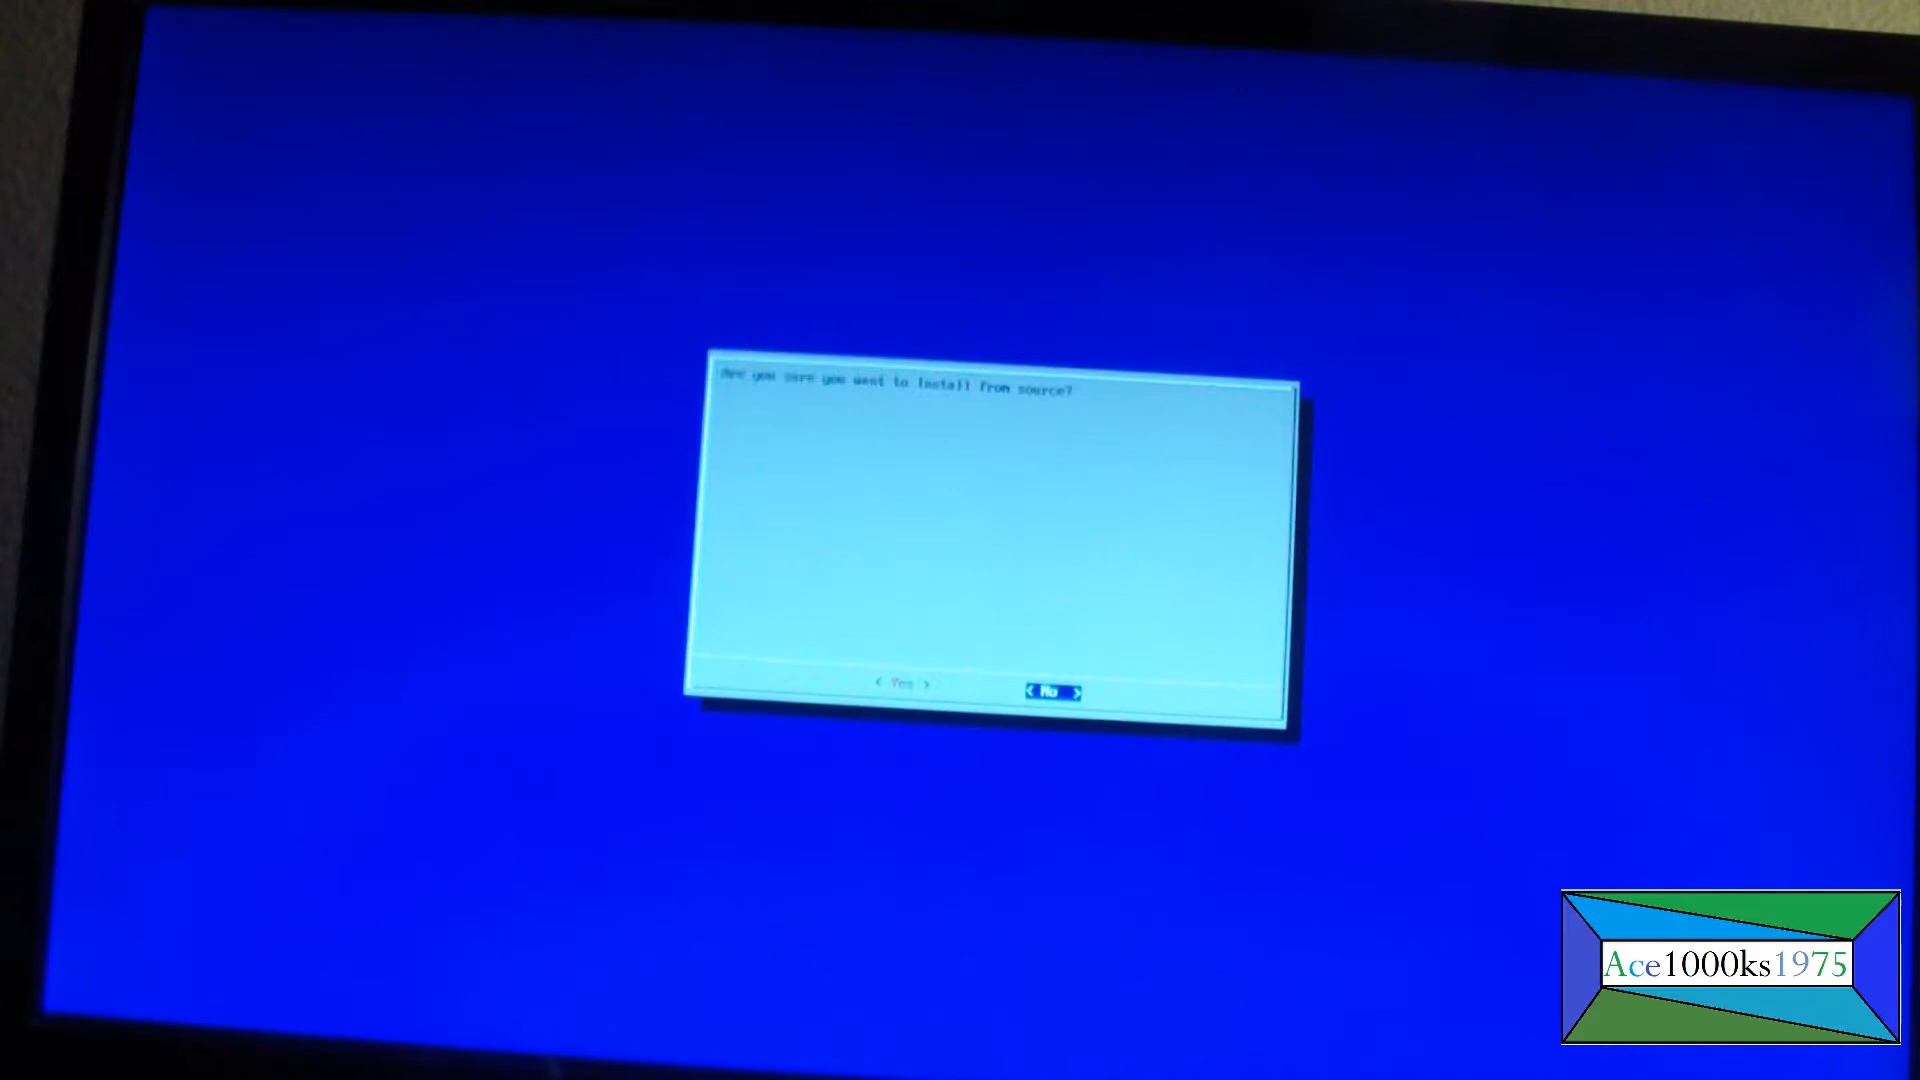 Are you sure you want to Install from source?
< Yes >
< No >
Ace1000ks1975